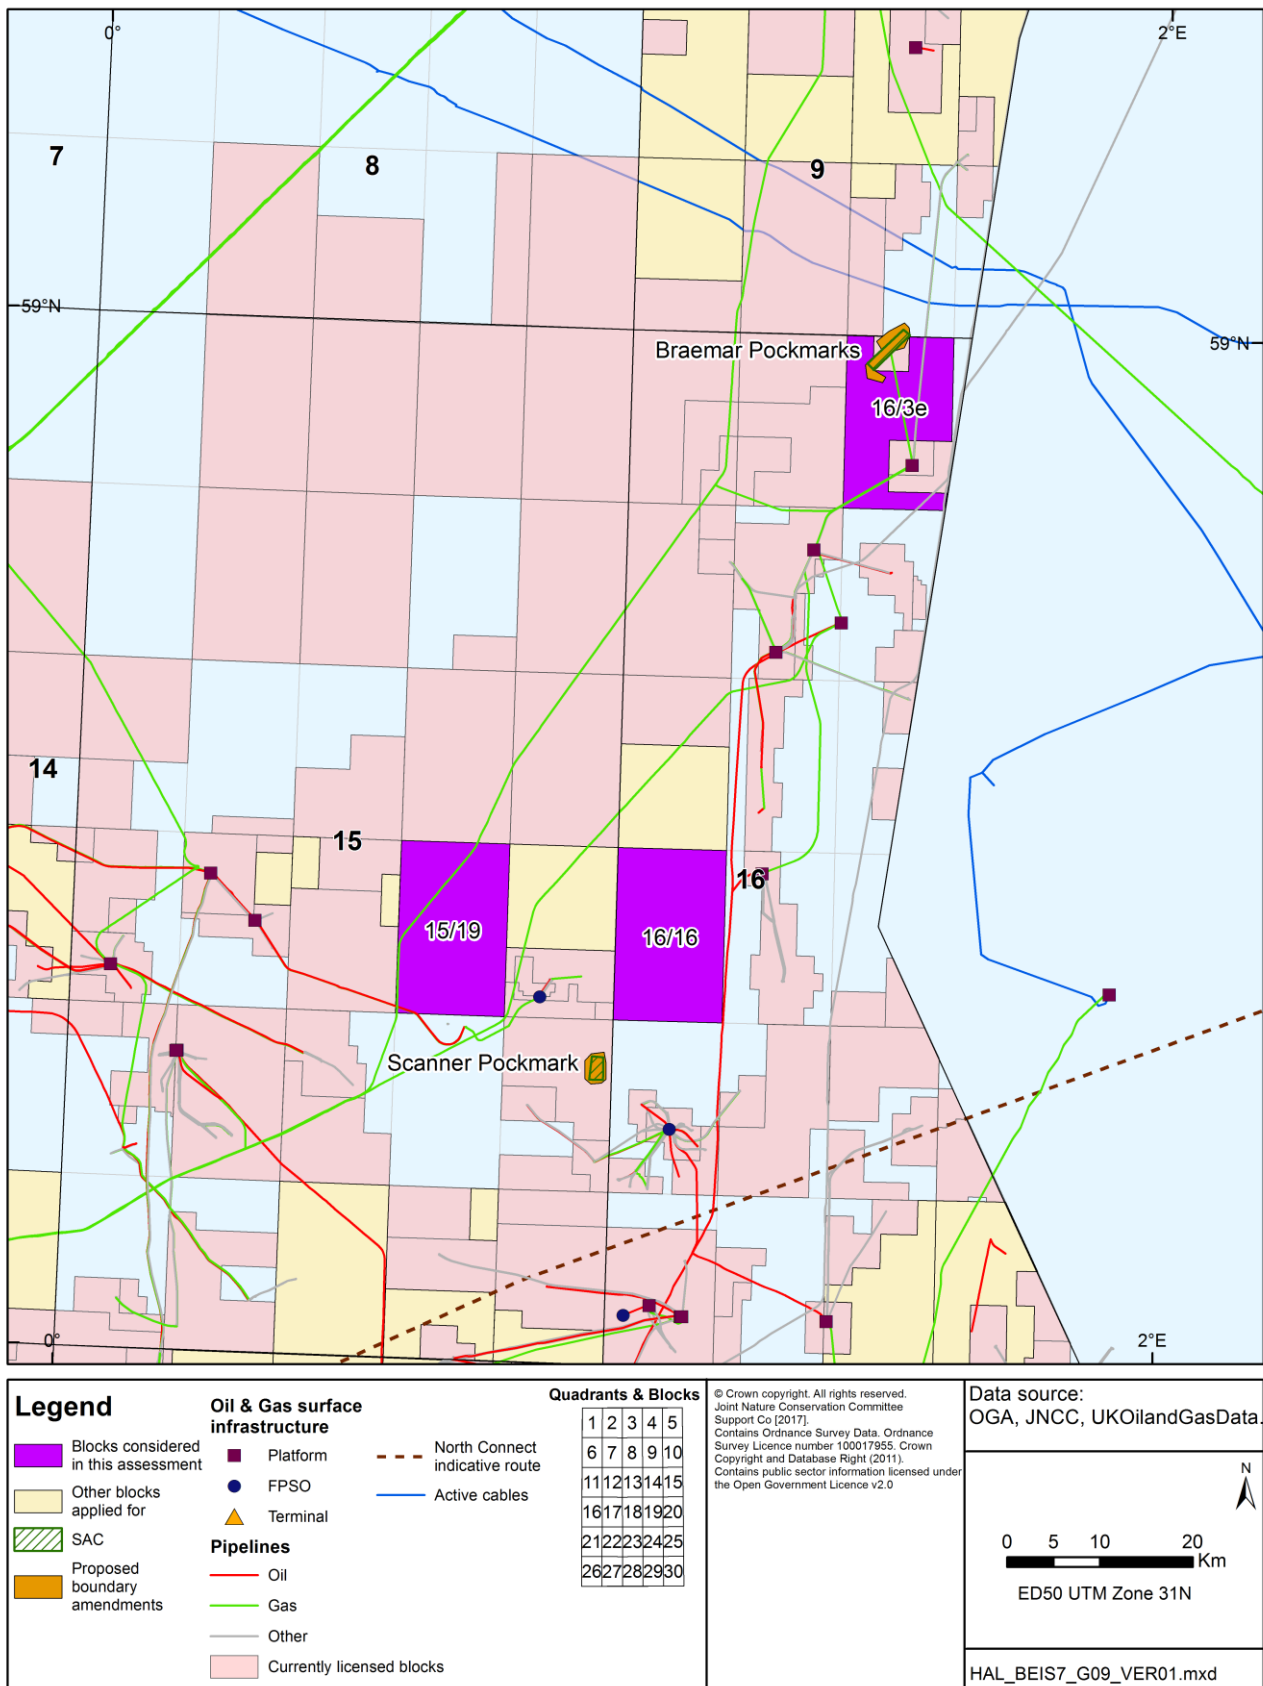 0°
2°E
7
8
9
59°N
59°N
Braemar Pockmarks
16/3e
14
15
16
15/19
16/16
Scanner Pockmark
0°
2°E
Legend
Blocks considered
in this assessment
Other blocks
applied for
SAC
Proposed
boundary
amendments
Oil & Gas surface
infrastructure
Platform
FPSO
Terminal
Pipelines
Oil
Gas
Other
Currently licensed blocks
North Connect
indicative route
Active cables
Quadrants & Blocks
1 2 3 4 5
6 7 8 9 10
11 12 13 14 15
16 17 18 19 20
21 22 23 24 25
26 27 28 29 30
© Crown copyright. All rights reserved.
Joint Nature Conservation Committee
Support Co [2017].
Contains Ordnance Survey Data. Ordnance
Survey Licence number 100017955. Crown
Copyright and Database Right (2011).
Contains public sector information licensed under
the Open Government Licence v2.0
Data source:
OGA, JNCC, UKOilandGasData.
N
0 5 10 20
Km
ED50 UTM Zone 31N
HAL_BEIS7_G09_VER01.mxd